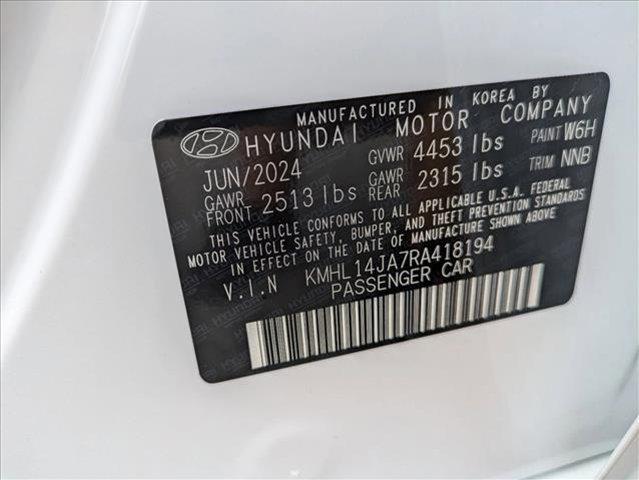 MANUFACTURED IN KOREA BY
HYUNDAI MOTOR COMPANY
JUN/2024 GVWR 4453 lbs PAINT W6H
GAWR FRONT 2513 lbs GAWR REAR 2315 lbs TRIM NNB
THIS VEHICLE CONFORMS TO ALL APPLICABLE U.S.A. FEDERAL
MOTOR VEHICLE SAFETY, BUMPER, AND THEFT PREVENTION STANDARDS
IN EFFECT ON THE DATE OF MANUFACTURE SHOWN ABOVE.
V.I.N KMHL14JA7RA418194
PASSENGER CAR